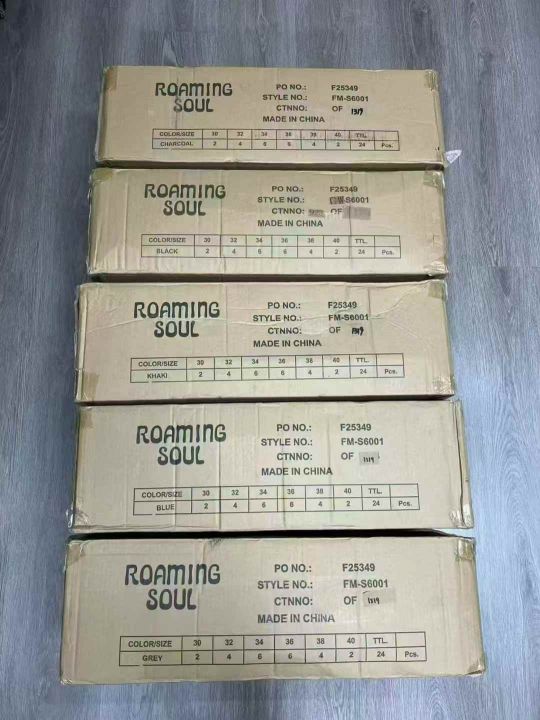 ROAMING
SOUL
PO NO.: F25349
STYLE NO.: FM-S6001
CTNNO: OF 1319
MADE IN CHINA
COLOR/SIZE 30 32 34 36 38 40 TTL.
CHARCOAL 2 4 6 6 4 2 24 Pcs.
ROAMING
SOUL
PO NO.: F25349
STYLE NO.: -S6001
CTNNO: OF
MADE IN CHINA
COLOR/SIZE 30 32 34 36 38 40 TTL.
BLACK 2 4 6 6 4 2 24 Pcs.
ROAMING
SOUL
PO NO.: F25349
STYLE NO.: FM-S6001
CTNNO: OF 1319
MADE IN CHINA
COLOR/SIZE 30 32 34 36 38 40 TTL.
KHAKI 2 4 6 6 4 2 24 Pcs.
ROAMING
SOUL
PO NO.: F25349
STYLE NO.: FM-S6001
CTNNO: OF 1319
MADE IN CHINA
COLOR/SIZE 30 32 34 36 38 40 TTL.
BLUE 2 4 6 6 4 2 24 Pcs.
ROAMING
SOUL
PO NO.: F25349
STYLE NO.: FM-S6001
CTNNO: OF 1319
MADE IN CHINA
COLOR/SIZE 30 32 34 36 38 40 TTL.
GREY 2 4 6 6 4 2 24 Pcs.